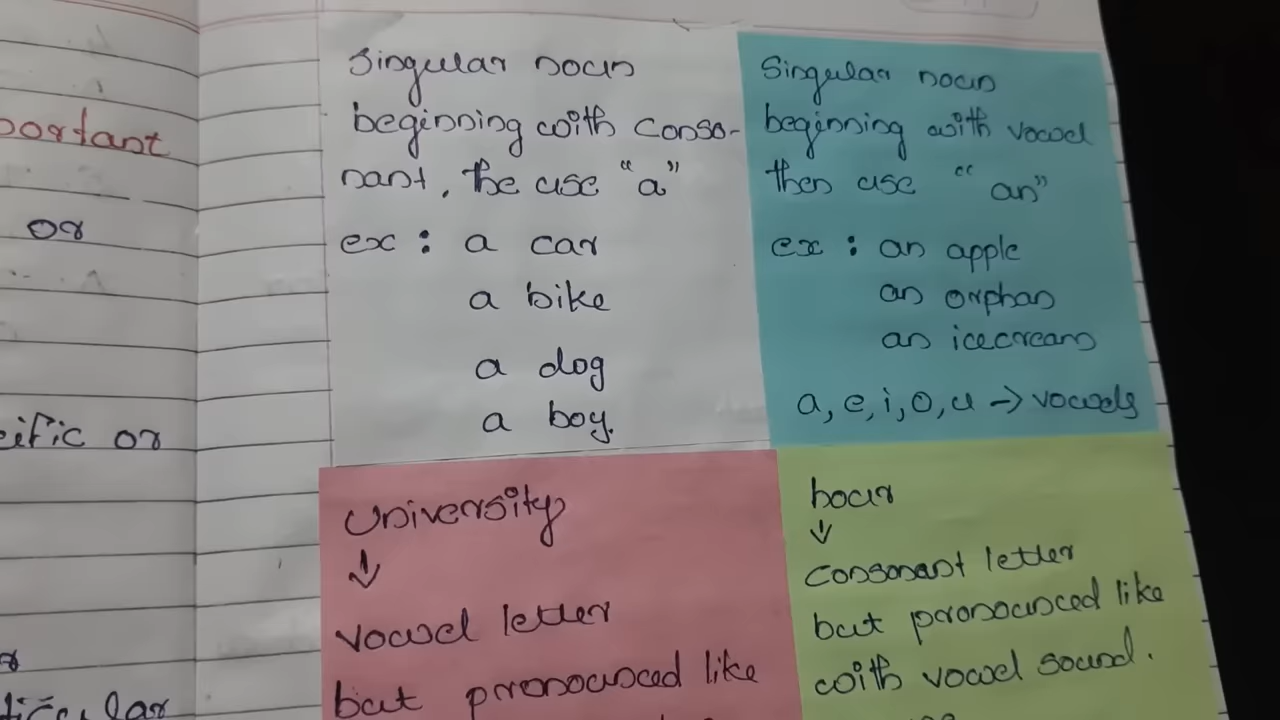 portant
or
cific or
Singular noun
beginning with conso-
nant, the use "a"
ex : a car
a bike
a dog
a boy.
Singular noun
beginning with vowel
then use "an"
ex : an apple
an orphan
an icecream
a, e, i, o, u → vowels
University
↓
vowel letter
but pronounced like
hour
↓
consonant letter
but pronounced like
with vowel sound.